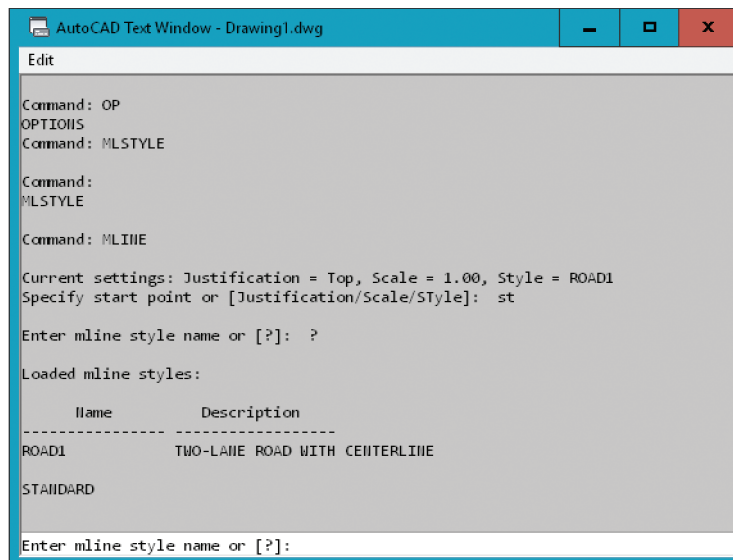 AutoCAD Text Window - Drawing1.dwg
Edit
Command: OP
OPTIONS
Command: MLSTYLE
Command:
MLSTYLE
Command: MLINE
Current settings: Justification = Top, Scale = 1.00, Style = ROAD1
Specify start point or [Justification/Scale/STyle]: st
Enter mline style name or [?]: ?
Loaded mline styles:
Name Description
---------------- ------------------
ROAD1 TWO-LANE ROAD WITH CENTERLINE
STANDARD
Enter mline style name or [?]: